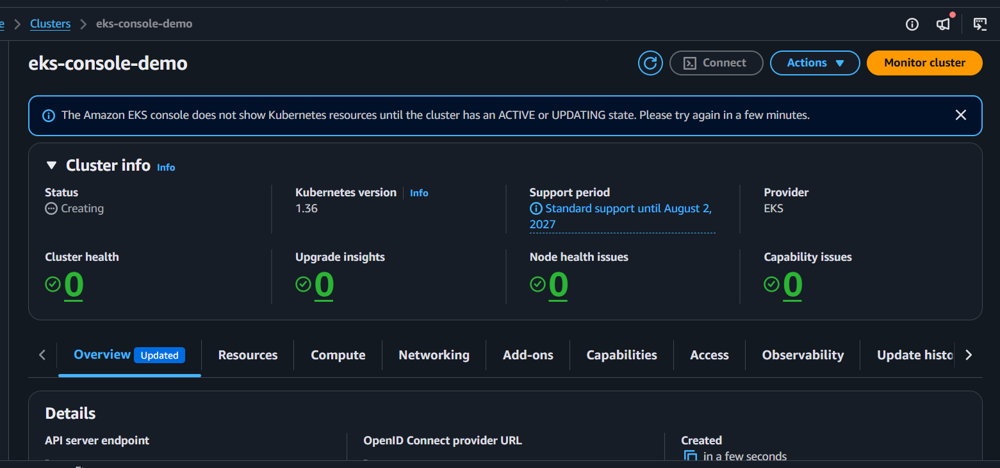 Clusters eks-console-demo
eks-console-demo
Connect Actions Monitor cluster
The Amazon EKS console does not show Kubernetes resources until the cluster has an ACTIVE or UPDATING state. Please try again in a few minutes.
Cluster info Info
Status Kubernetes version Info Support period Provider
Creating 1.36 Standard support until August 2, EKS
2027
Cluster health Upgrade insights Node health issues Capability issues
0 0 0 0
Overview Updated Resources Compute Networking Add-ons Capabilities Access Observability Update histo
Details
API server endpoint OpenID Connect provider URL Created
- - in a few seconds